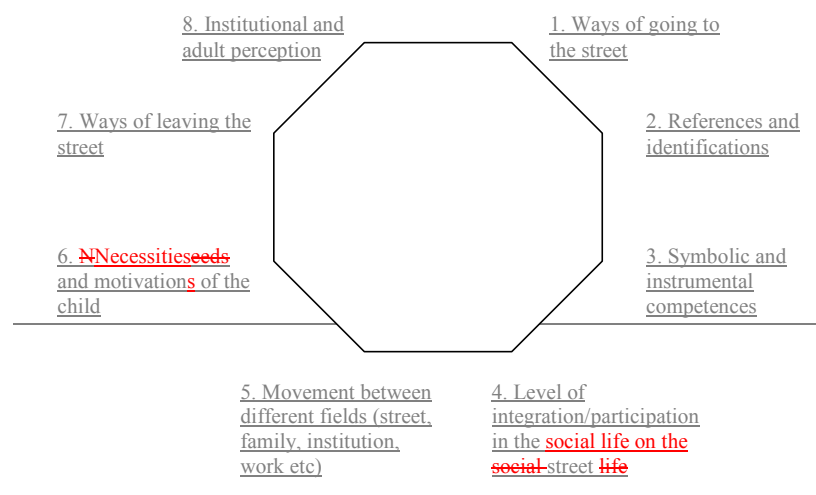 8. Institutional and
adult perception
1. Ways of going to
the street
7. Ways of leaving the
street
2. References and
identifications
6. NNecessitieseeds
and motivations of the
child
3. Symbolic and
instrumental
competences
5. Movement between
different fields (street,
family, institution,
work etc)
4. Level of
integration/participation
in the social life on the
social street life